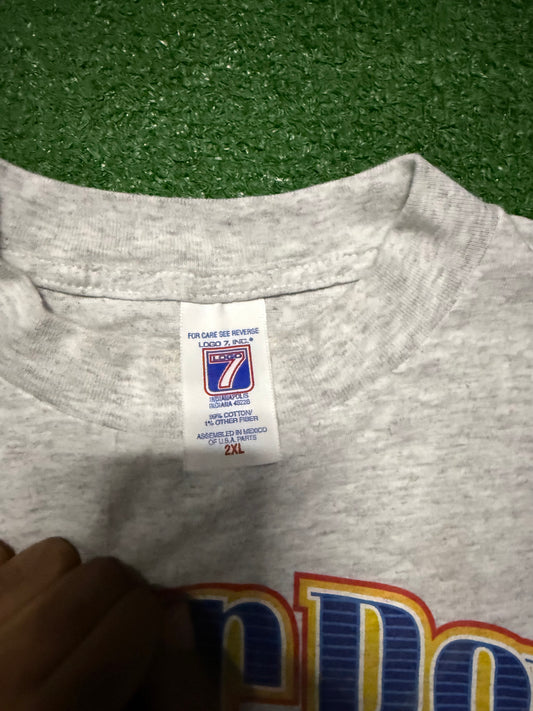 FOR CARE SEE REVERSE
LOGO 7, INC.®
LOGO
7
INDIANAPOLIS
INDIANA 46226
99% COTTON/
1% OTHER FIBER
ASSEMBLED IN MEXICO
OF U.S.A. PARTS
2XL